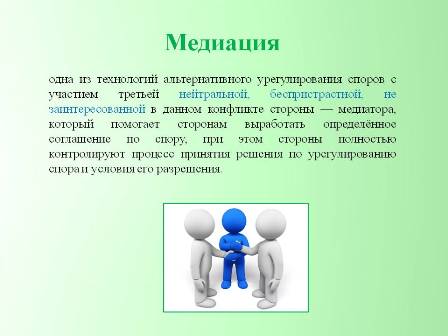 Медиация
одна из технологий альтернативного урегулирования споров с
участием третьей нейтральной, беспристрастной, не
заинтересованной в данном конфликте стороны — медиатора,
который помогает сторонам выработать определённое
соглашение по спору, при этом стороны полностью
контролируют процесс принятия решения по урегулированию
спора и условия его разрешения.